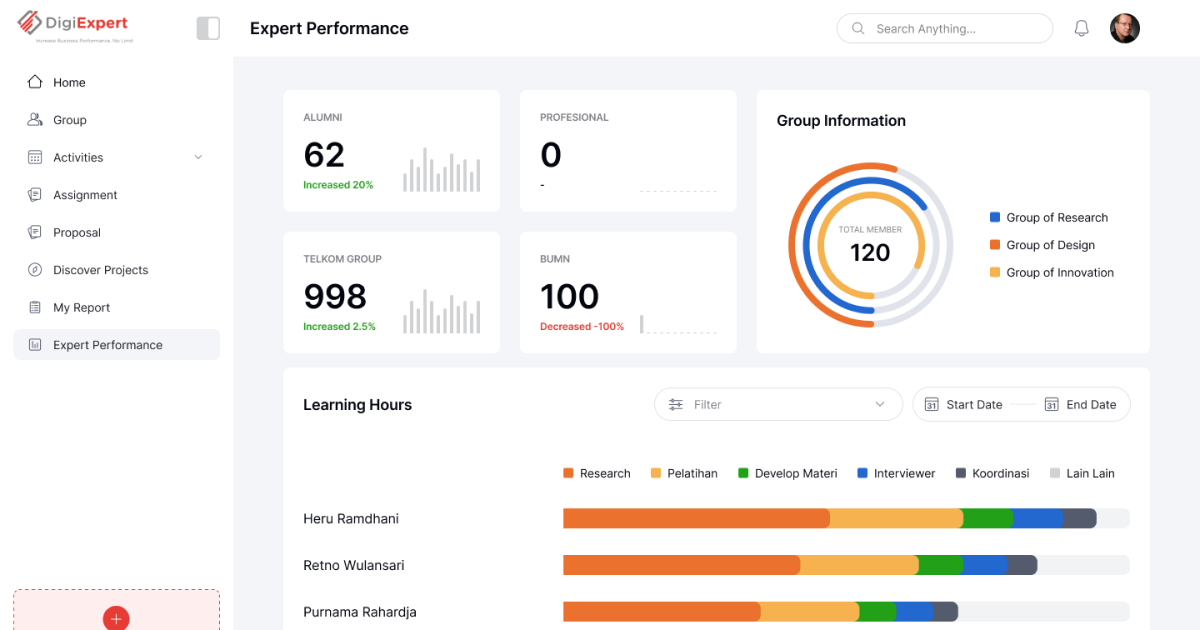 DigiExpert
Increase Business Performance, No Limit
Expert Performance
Search Anything...
Home
Group
Activities
Assignment
Proposal
Discover Projects
My Report
Expert Performance
ALUMNI
62
Increased 20%
PROFESIONAL
0
-
TELKOM GROUP
998
Increased 2.5%
BUMN
100
Decreased -100%
Group Information
TOTAL MEMBER
120
Group of Research
Group of Design
Group of Innovation
Learning Hours
Filter
31 Start Date
31 End Date
Research Pelatihan Develop Materi Interviewer Koordinasi Lain Lain
Heru Ramdhani
Retno Wulansari
Purnama Rahardja